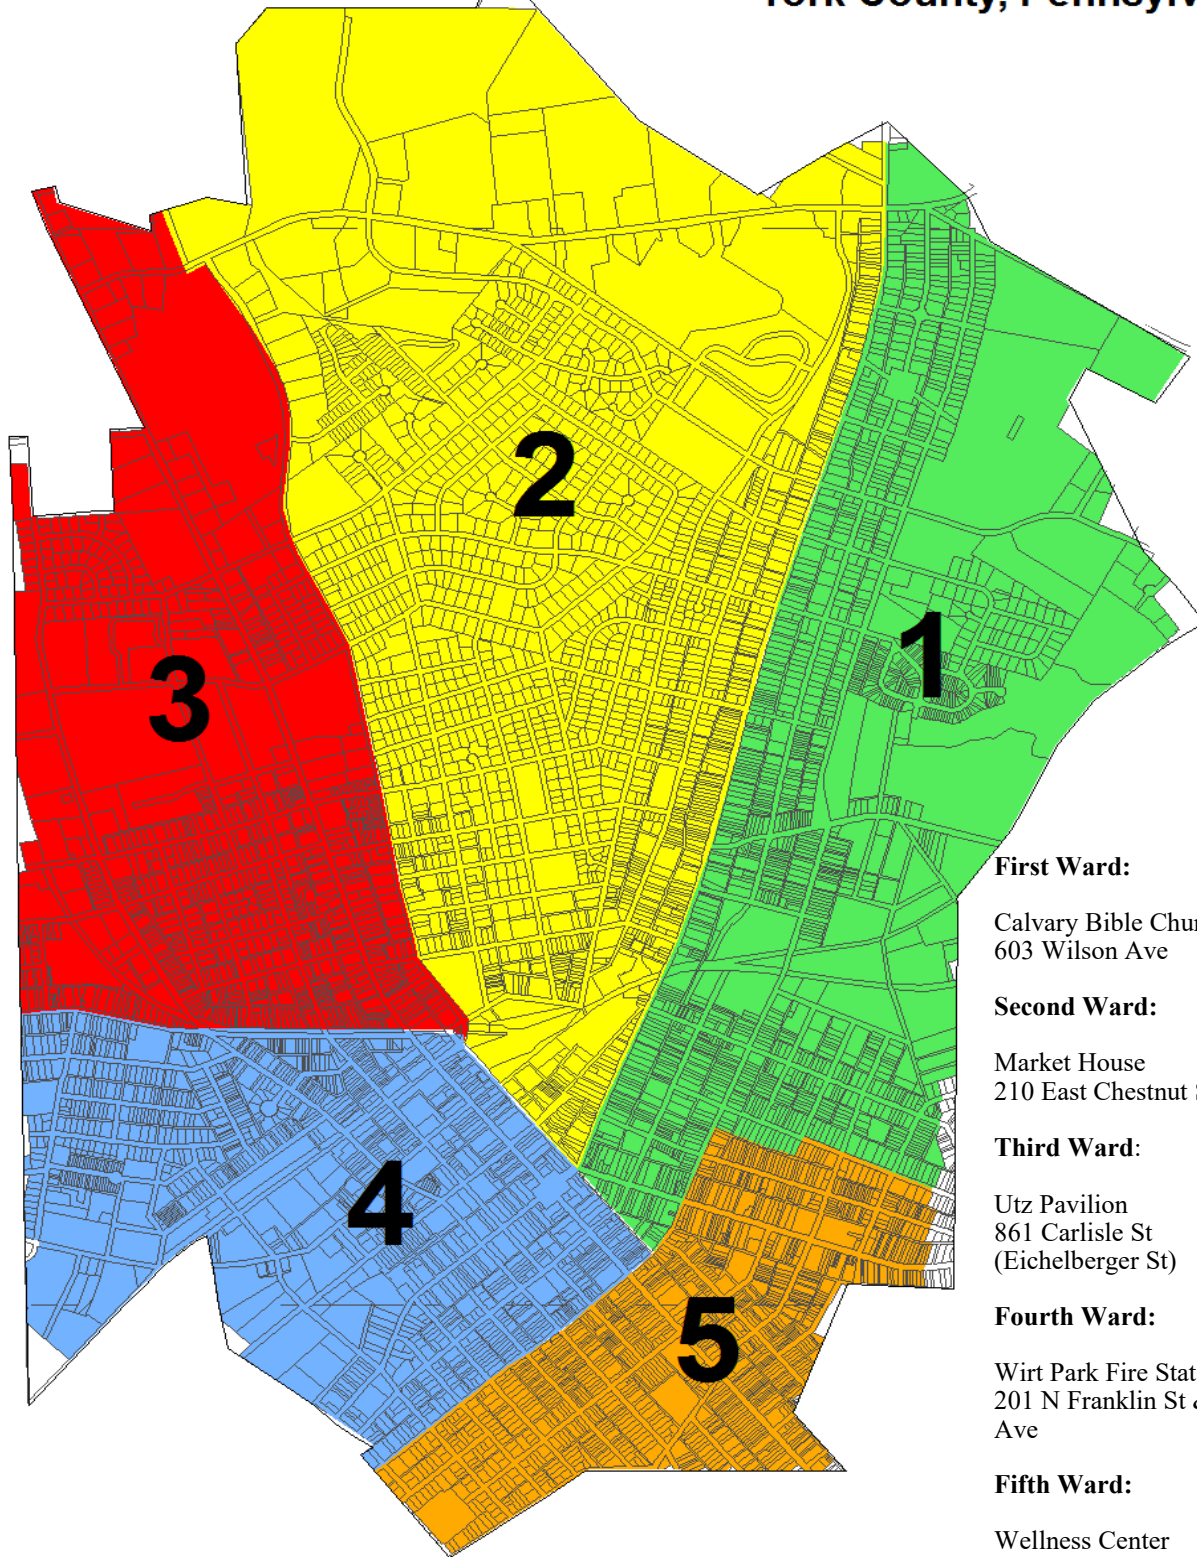 County,
2
1
3
4
5
First Ward:
Calvary Bible
603 Wilson Ave
Second Ward:
Market House
210 East Chestnut
Third Ward:
Utz Pavilion
861 Carlisle St
(Eichelberger St)
Fourth Ward:
Wirt Park Fire
201 N Franklin St
Ave
Fifth Ward:
Wellness Center